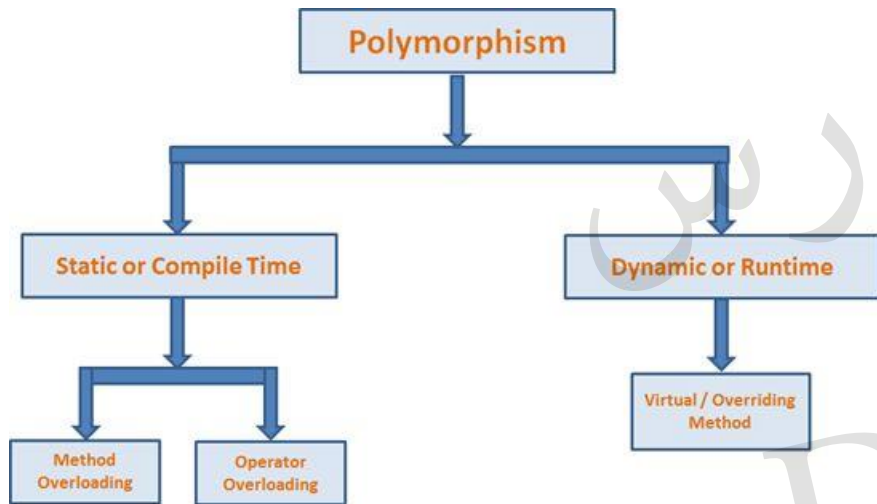 Polymorphism
Static or Compile Time
Dynamic or Runtime
Method
Overloading
Operator
Overloading
Virtual / Overriding
Method